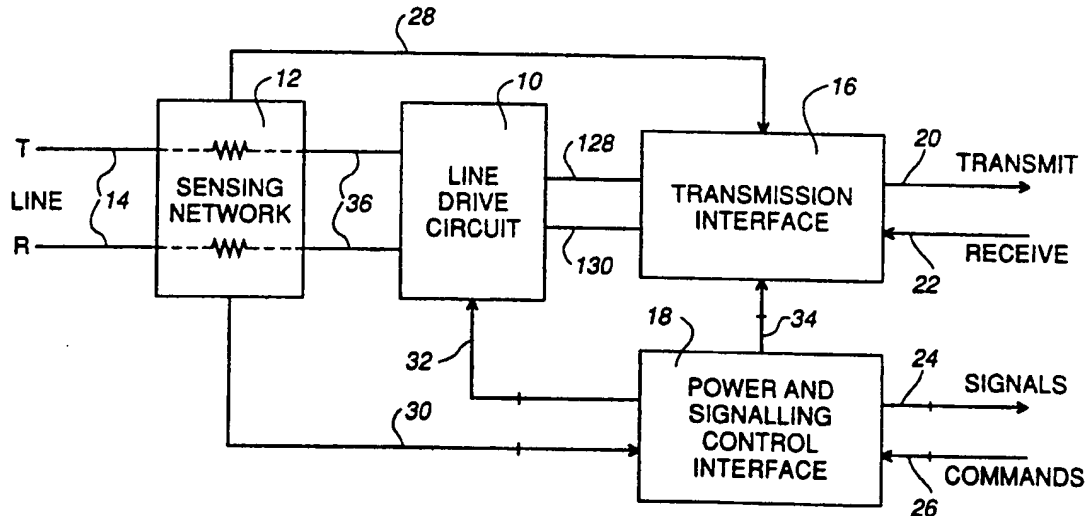 28
12
10
16
T
LINE
R
14
SENSING
NETWORK
36
LINE
DRIVE
CIRCUIT
128
130
TRANSMISSION
INTERFACE
20
TRANSMIT
RECEIVE
22
32
30
18
34
POWER AND
SIGNALLING
CONTROL
INTERFACE
24
SIGNALS
COMMANDS
26